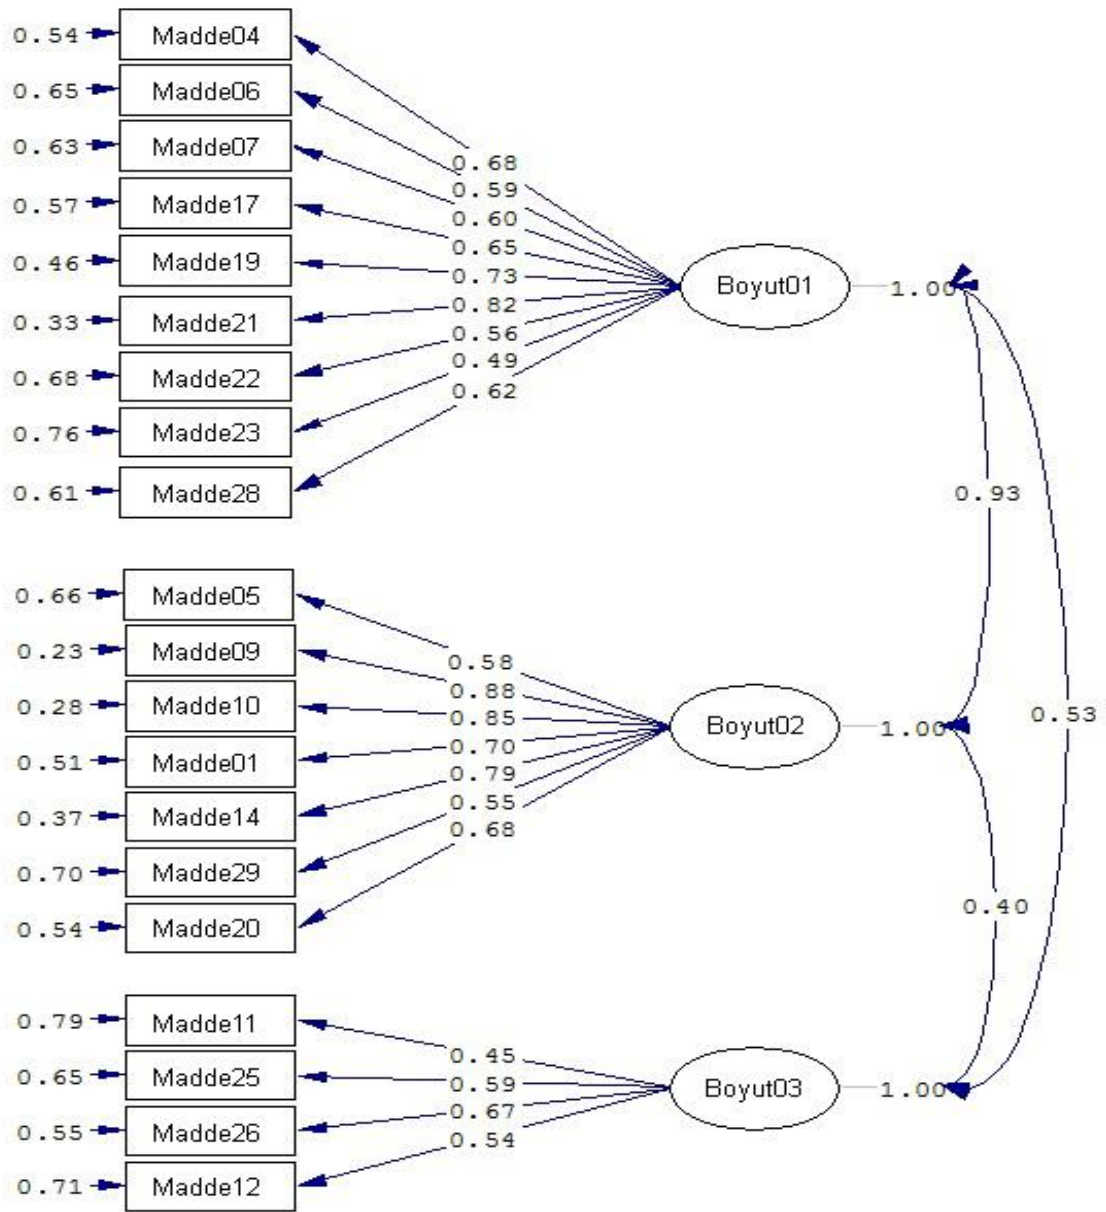 0.54 Madde04
0.65 Madde06
0.63 Madde07
0.57 Madde17
0.46 Madde19
0.33 Madde21
0.68 Madde22
0.76 Madde23
0.61 Madde28
0.68
0.59
0.60
0.65
0.73
0.82
0.56
0.49
0.62
Boyut01 1.00
0.93
0.53
0.66 Madde05
0.23 Madde09
0.28 Madde10
0.51 Madde01
0.37 Madde14
0.70 Madde29
0.54 Madde20
0.58
0.88
0.85
0.70
0.79
0.55
0.68
Boyut02 1.00
0.40
0.79 Madde11
0.65 Madde25
0.55 Madde26
0.71 Madde12
0.45
0.59
0.67
0.54
Boyut03 1.00